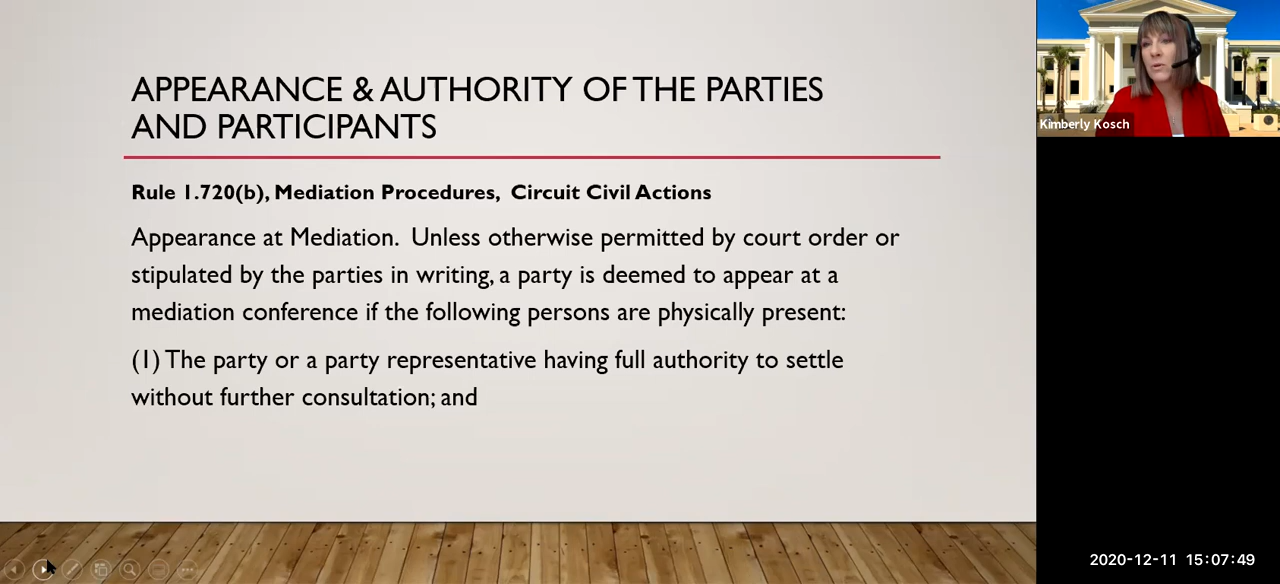 APPEARANCE & AUTHORITY OF THE PARTIES
AND PARTICIPANTS
Rule 1.720(b), Mediation Procedures, Circuit Civil Actions
Appearance at Mediation. Unless otherwise permitted by court order or
stipulated by the parties in writing, a party is deemed to appear at a
mediation conference if the following persons are physically present:
(1) The party or a party representative having full authority to settle
without further consultation; and
Kimberly Kosch
2020-12-11 15:07:49